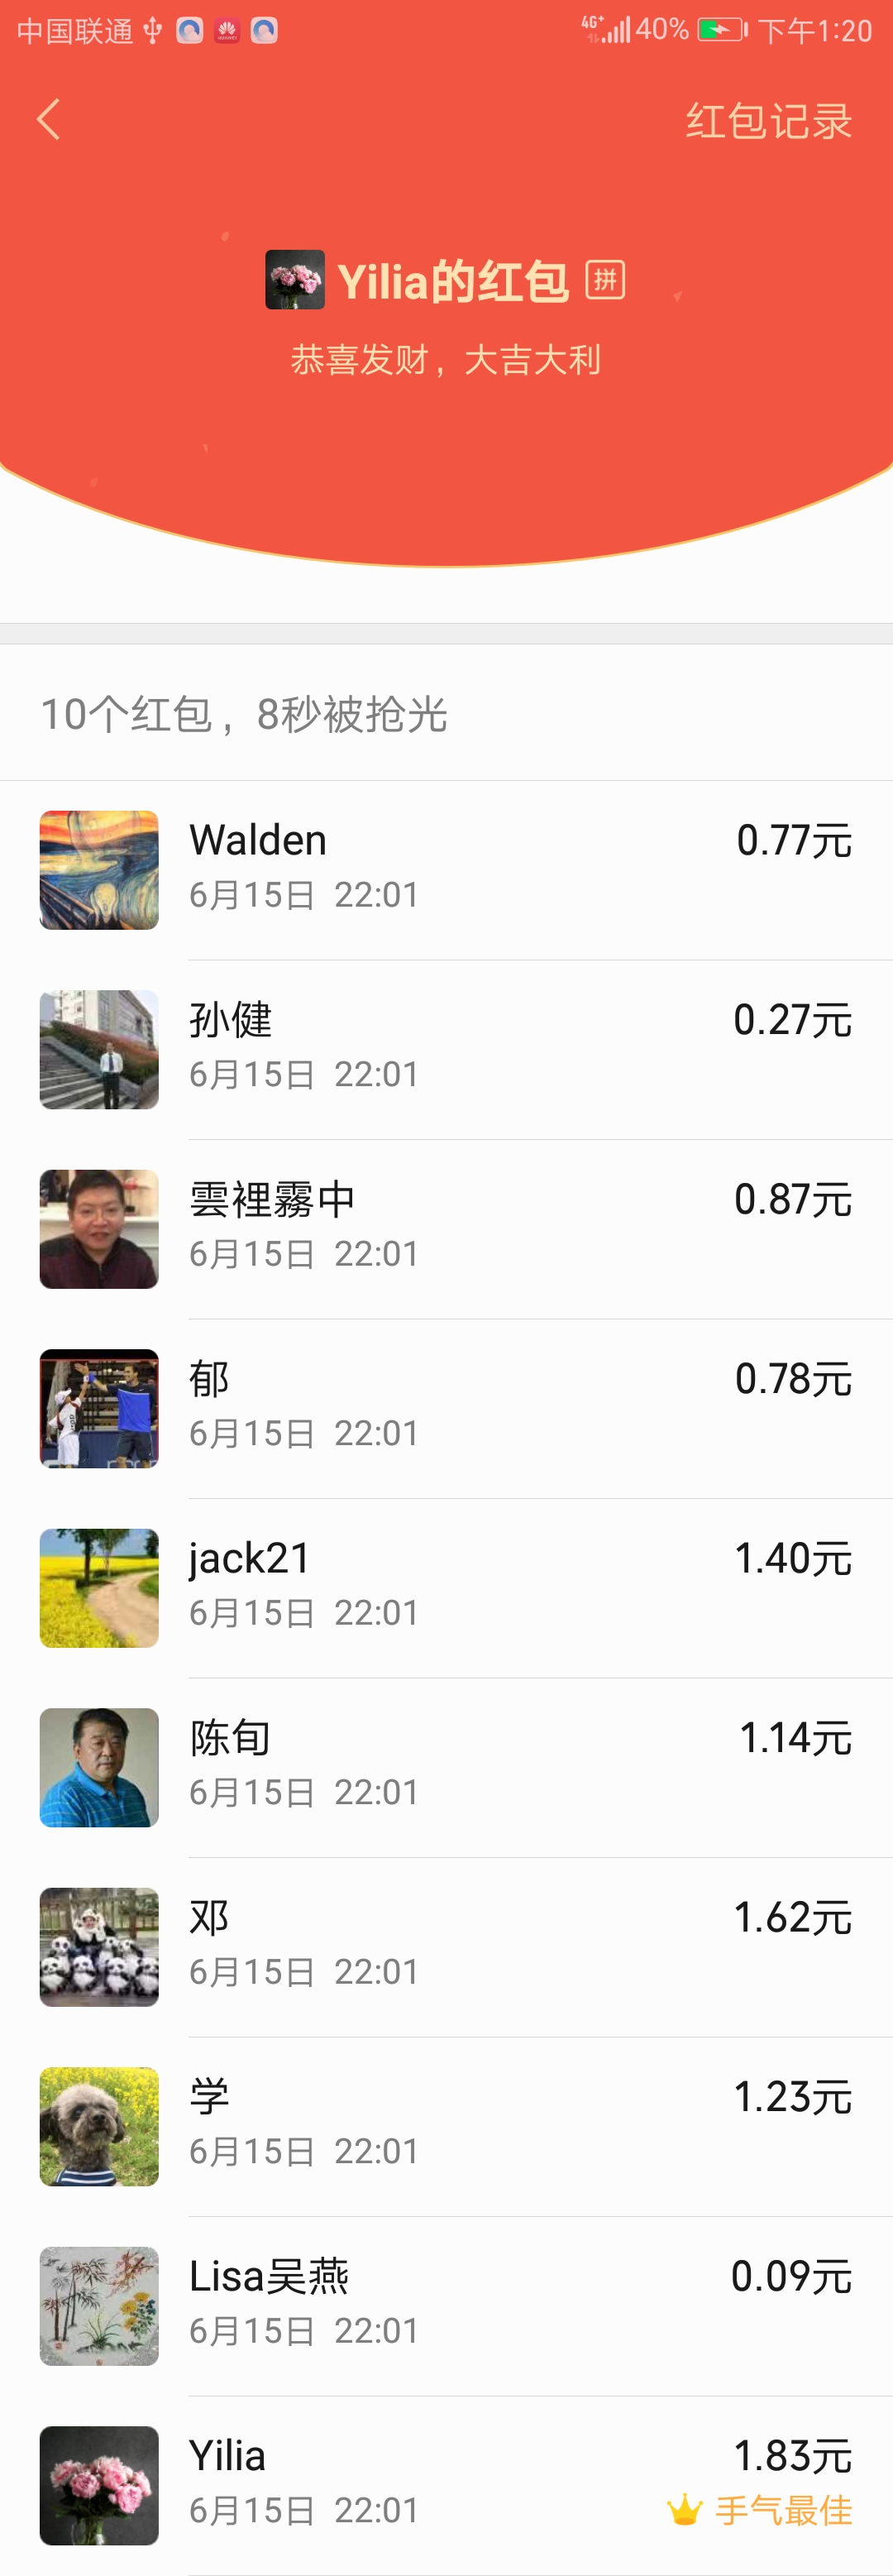 中国联通 4G+ 40% 下午1:20
红包记录
Yilia的红包 拼
恭喜发财，大吉大利
10个红包，8秒被抢光
Walden 0.77元
6月15日 22:01
孙健 0.27元
6月15日 22:01
雲裡霧中 0.87元
6月15日 22:01
郁 0.78元
6月15日 22:01
jack21 1.40元
6月15日 22:01
陈旬 1.14元
6月15日 22:01
邓 1.62元
6月15日 22:01
学 1.23元
6月15日 22:01
Lisa吴燕 0.09元
6月15日 22:01
Yilia 1.83元
6月15日 22:01 手气最佳